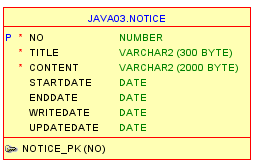 JAVA03.NOTICE
P * NO NUMBER
* TITLE VARCHAR2 (300 BYTE)
* CONTENT VARCHAR2 (2000 BYTE)
STARTDATE DATE
ENDDATE DATE
WRITEDATE DATE
UPDATEDATE DATE
NOTICE_PK (NO)